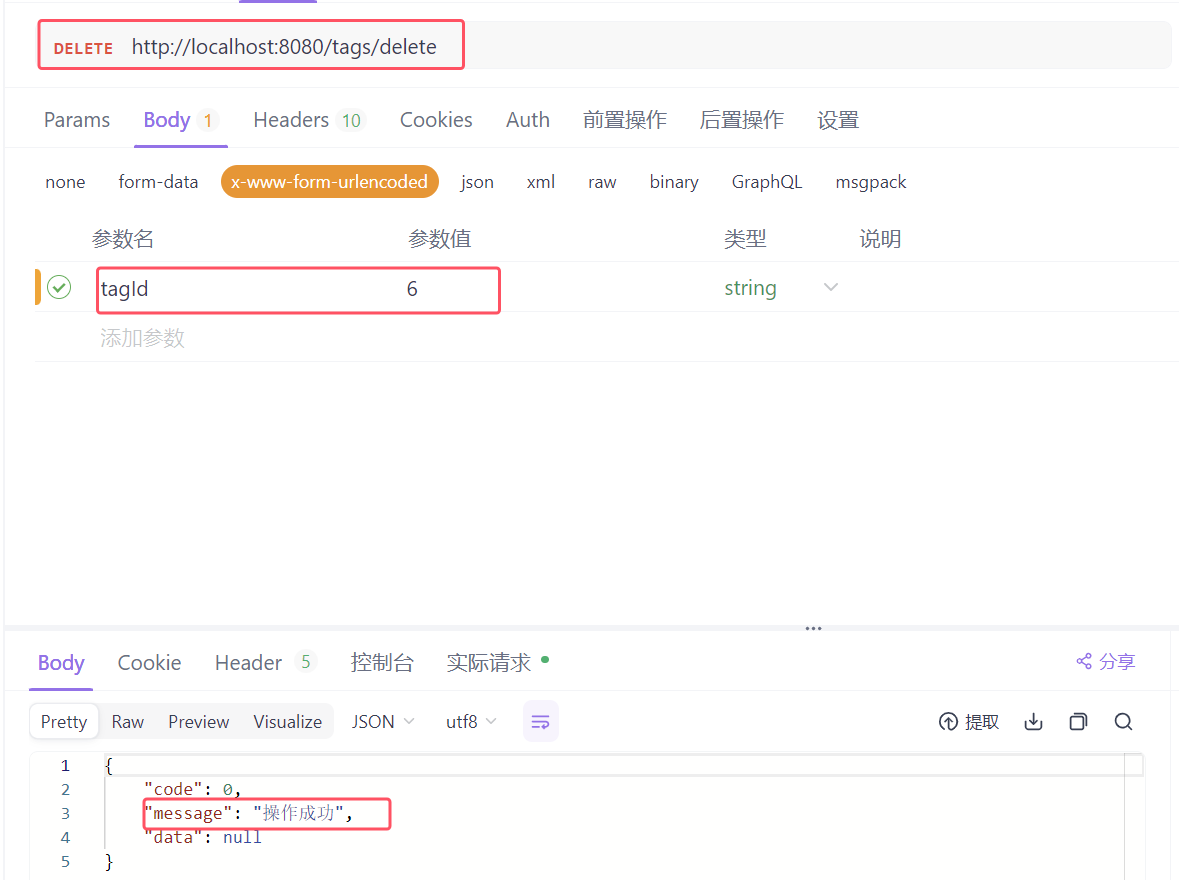 DELETE http://localhost:8080/tags/delete
Params Body 1 Headers 10 Cookies Auth 前置操作 后置操作 设置
none form-data x-www-form-urlencoded json xml raw binary GraphQL msgpack
参数名 参数值 类型 说明
tagId 6 string
添加参数
Body Cookie Header 5 控制台 实际请求 分享
Pretty Raw Preview Visualize JSON utf8 提取
1 {
2 "code": 0,
3 "message": "操作成功",
4 "data": null
5 }